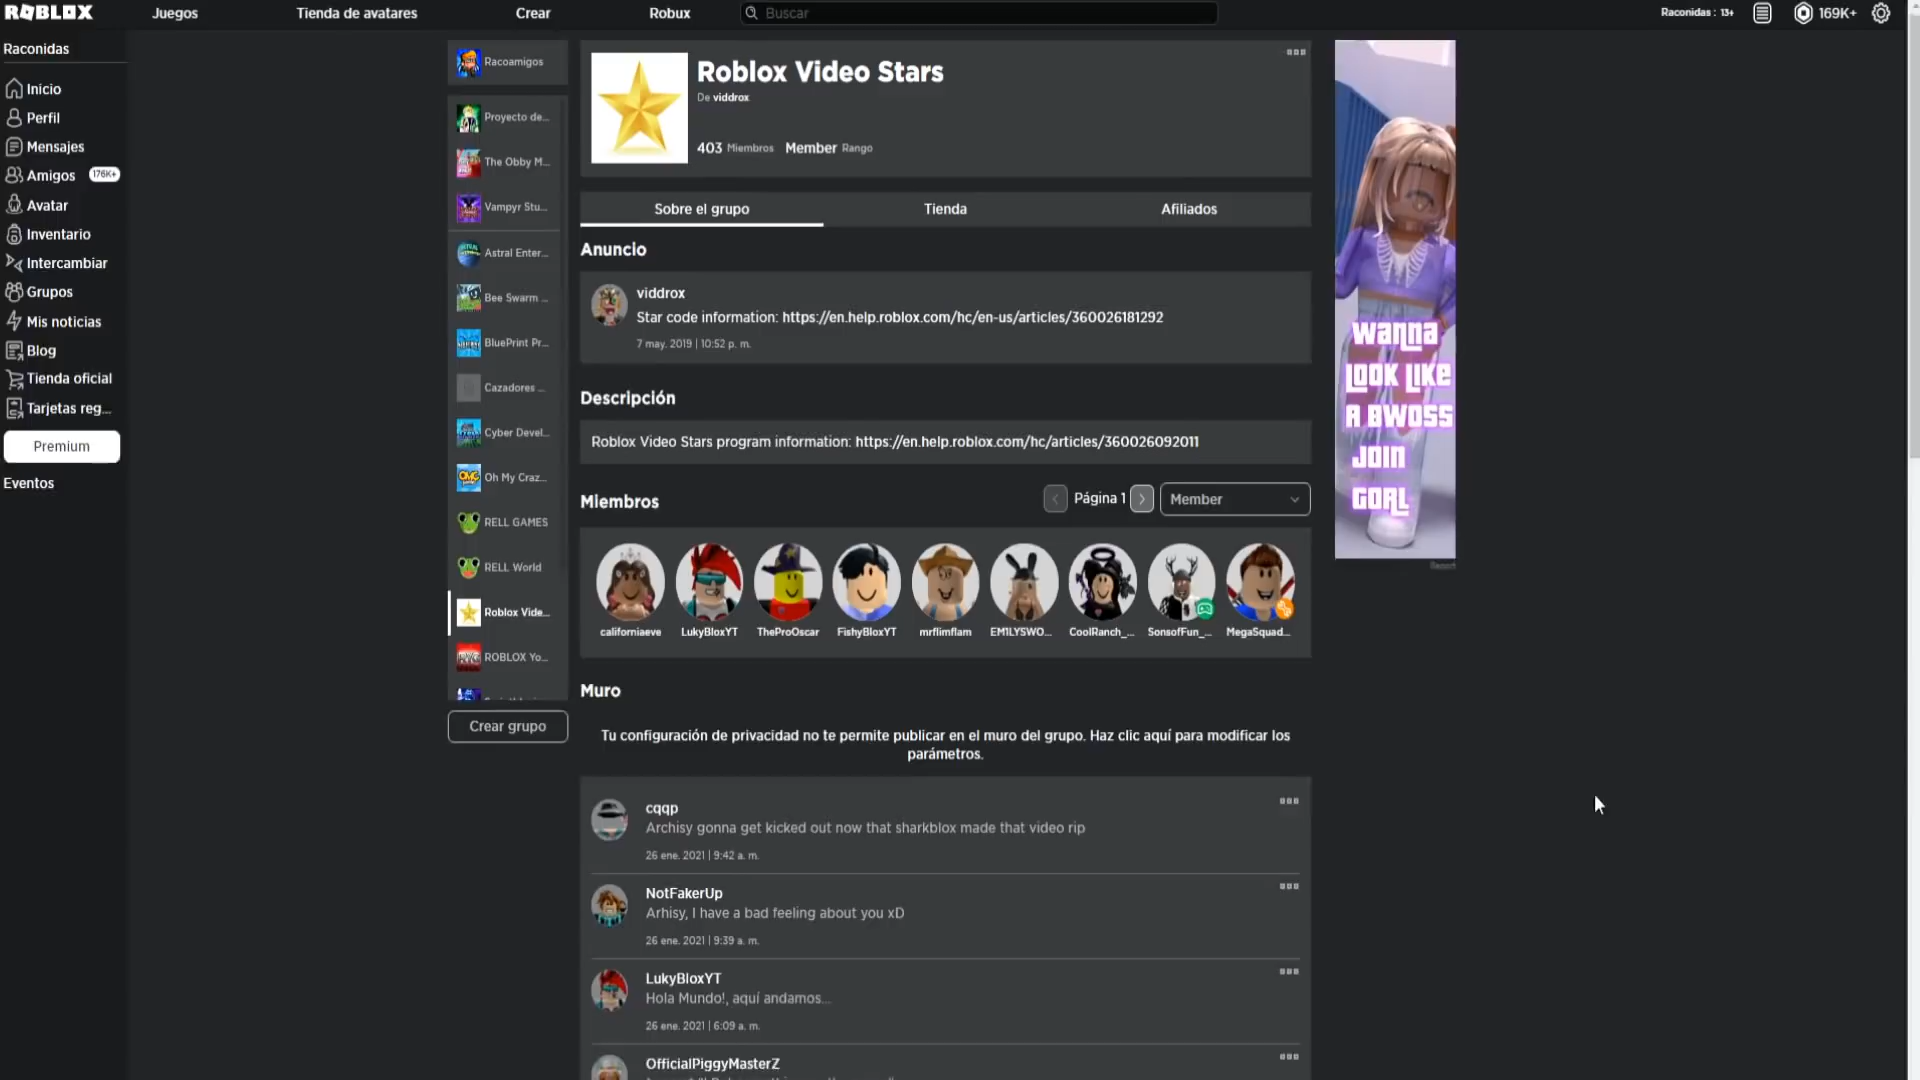 ROBLOX
Juegos
Tienda de avatares
Crear
Robux
Buscar
Raconidas : 13+
169K+
Raconidas
Inicio
Perfil
Mensajes
Amigos 176K+
Avatar
Inventario
Intercambiar
Grupos
Mis noticias
Blog
Tienda oficial
Tarjetas reg...
Premium
Eventos
Racoamigos
Proyecto de...
The Obby M...
Vampyr Stu...
Astral Enter...
Bee Swarm ...
BluePrint Pr...
Cazadores ...
Cyber Devel...
Oh My Craz...
RELL GAMES
RELL World
Roblox Vide...
ROBLOX Yo...
Crear grupo
Roblox Video Stars
De viddrox
403 Miembros Member Rango
Sobre el grupo
Tienda
Afiliados
Anuncio
viddrox
Star code information: https://en.help.roblox.com/hc/en-us/articles/360026181292
7 may. 2019 | 10:52 p. m.
Descripción
Roblox Video Stars program information: https://en.help.roblox.com/hc/articles/360026092011
Miembros
Página 1
Member
californiaeve
LukyBloxYT
TheProOscar
FishyBloxYT
mrflimflam
EM1LYSWO...
CoolRanch_...
SonsofFun_...
MegaSquad...
Muro
Tu configuración de privacidad no te permite publicar en el muro del grupo. Haz clic aquí para modificar los
parámetros.
cqqp
Archisy gonna get kicked out now that sharkblox made that video rip
26 ene. 2021 | 9:42 a. m.
NotFakerUp
Arhisy, I have a bad feeling about you xD
26 ene. 2021 | 9:39 a. m.
LukyBloxYT
Hola Mundo!, aquí andamos...
26 ene. 2021 | 6:09 a. m.
OfficialPiggyMasterZ
Wanna
Look like
a bwoss
join
gorl
Report